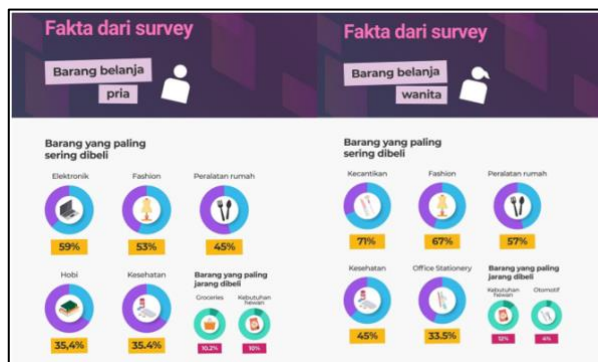 Fakta dari survey
Barang belanja
pria
Barang yang paling
sering dibeli
Elektronik
Fashion
Peralatan rumah
59%
53%
45%
Hobi
Kesehatan
35,4%
35.4%
Barang yang paling
jarang dibeli
Groceries
Kebutuhan
hewan
10.2%
10%
Fakta dari survey
Barang belanja
wanita
Barang yang paling
sering dibeli
Kecantikan
Fashion
Peralatan rumah
71%
67%
57%
Kesehatan
Office Stationery
45%
33.5%
Barang yang paling
jarang dibeli
Kebutuhan
hewan
Otomotif
12%
4%